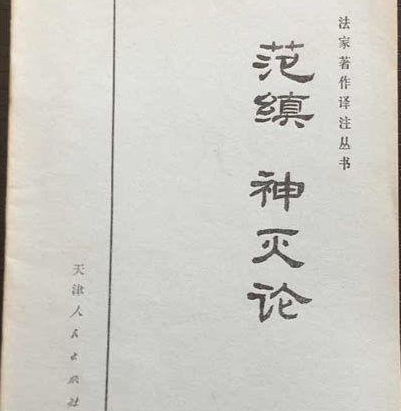 法家著作译注丛书
范缜 神灭论
天津人民出版社